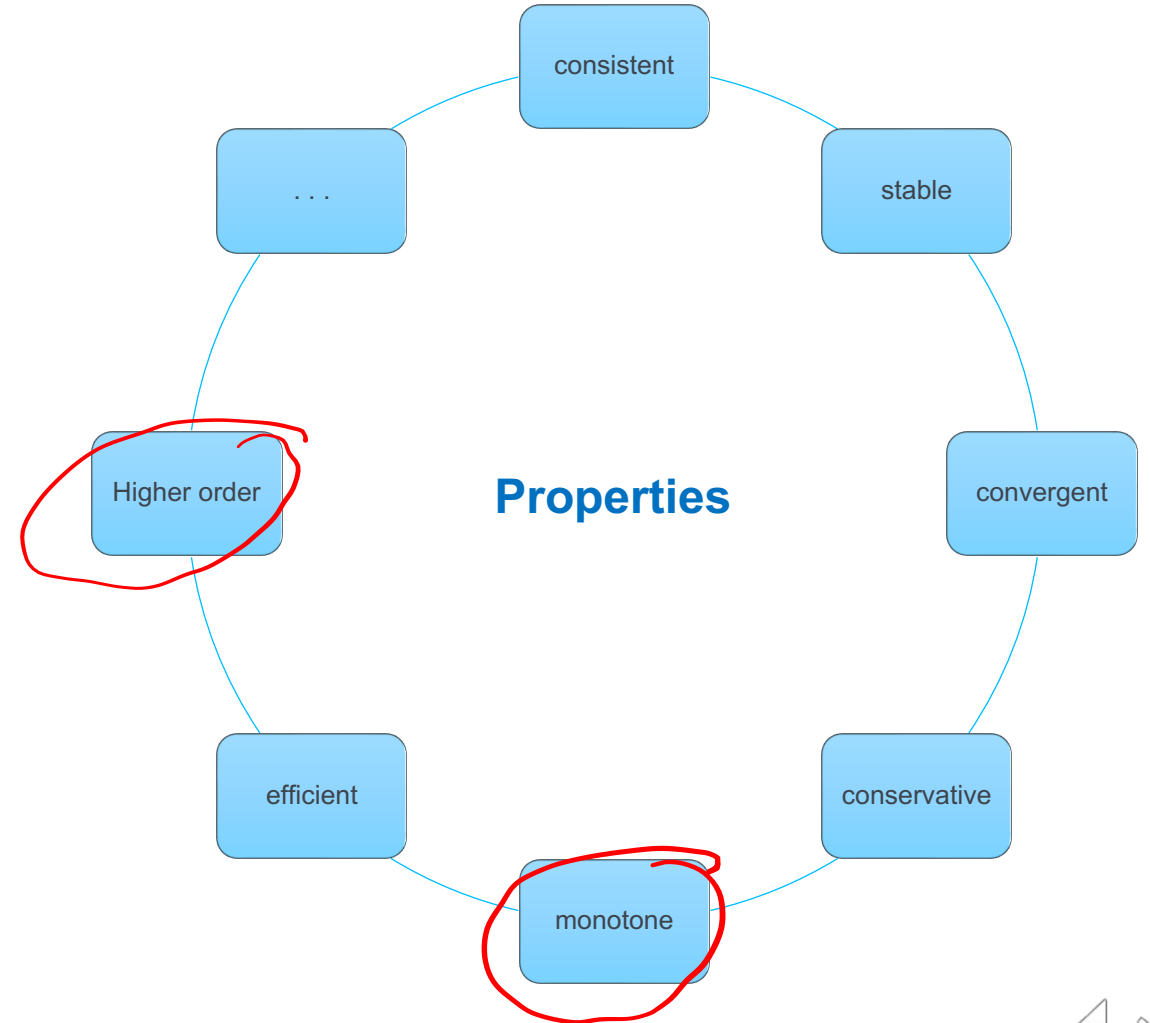 consistent
. . .
stable
Higher order
Properties
convergent
efficient
conservative
monotone